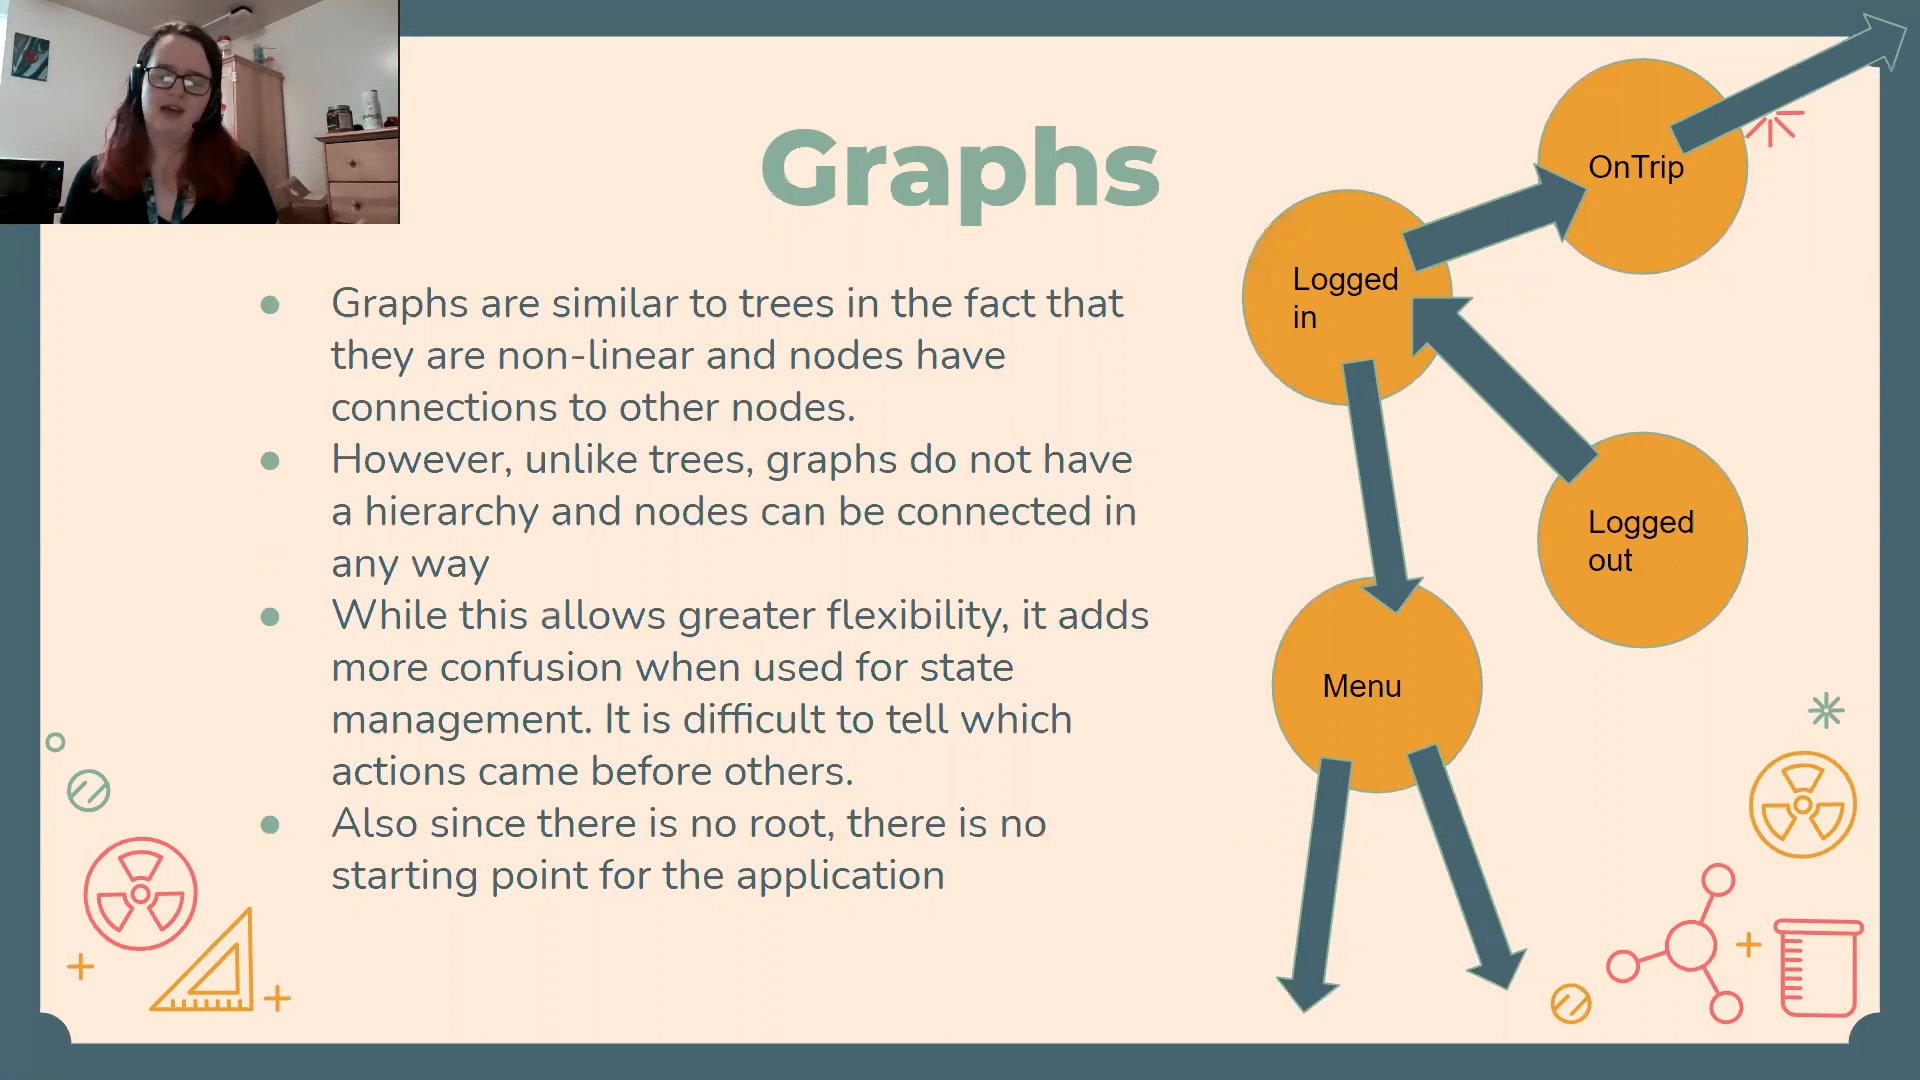 Graphs
Graphs are similar to trees in the fact that
they are non-linear and nodes have
connections to other nodes.
However, unlike trees, graphs do not have
a hierarchy and nodes can be connected in
any way
While this allows greater flexibility, it adds
more confusion when used for state
management. It is difficult to tell which
actions came before others.
Also since there is no root, there is no
starting point for the application
OnTrip
Logged
in
Logged
out
Menu